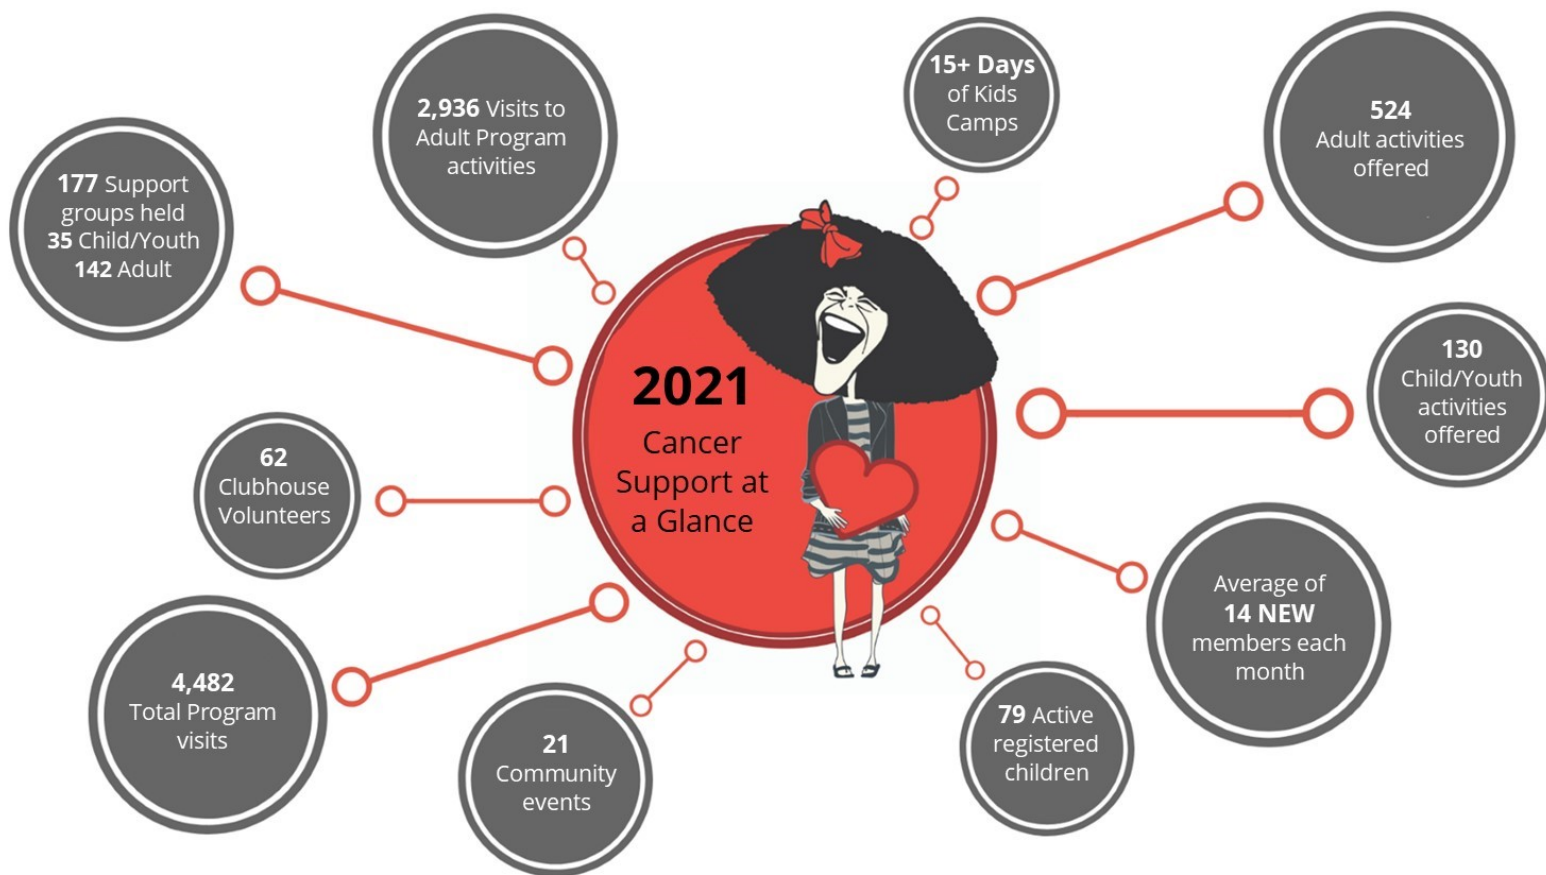 2021
Cancer
Support at
a Glance
177 Support
groups held
35 Child/Youth
142 Adult
2,936 Visits to
Adult Program
activities
15+ Days
of Kids
Camps
524
Adult activities
offered
130
Child/Youth
activities
offered
Average of
14 NEW
members each
month
79 Active
registered
children
21
Community
events
4,482
Total Program
visits
62
Clubhouse
Volunteers